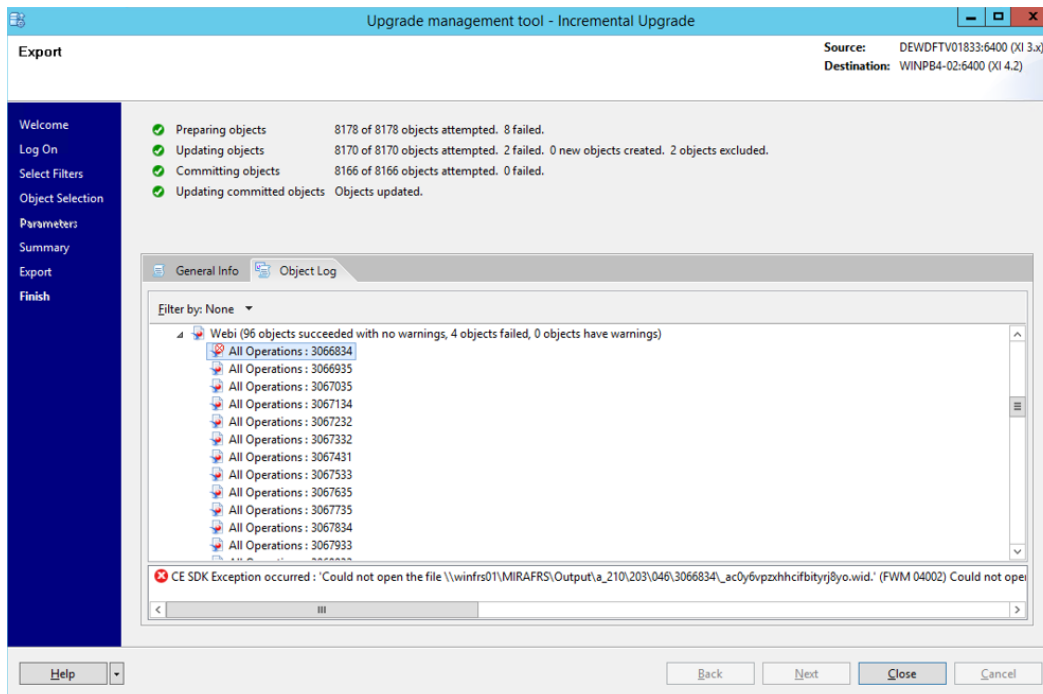 Upgrade management tool - Incremental Upgrade
Export
Source: DEWDFTV01833:6400 (XI 3.x)
Destination: WINPB4-02:6400 (XI 4.2)
Welcome
Log On
Select Filters
Object Selection
Parameters
Summary
Export
Finish
Preparing objects 8178 of 8178 objects attempted. 8 failed.
Updating objects 8170 of 8170 objects attempted. 2 failed. 0 new objects created. 2 objects excluded.
Committing objects 8166 of 8166 objects attempted. 0 failed.
Updating committed objects Objects updated.
General Info Object Log
Filter by: None
Webi (96 objects succeeded with no warnings, 4 objects failed, 0 objects have warnings)
All Operations : 3066834
All Operations : 3066935
All Operations : 3067035
All Operations : 3067134
All Operations : 3067232
All Operations : 3067332
All Operations : 3067431
All Operations : 3067533
All Operations : 3067635
All Operations : 3067735
All Operations : 3067834
All Operations : 3067933
CE SDK Exception occurred : 'Could not open the file \\winfrs01\MIRAFRS\Output\a_210\203\046\3066834\_ac0y6vpzxhhcifbityrj8yo.wid.' (FWM 04002) Could not ope
Help Back Next Close Cancel